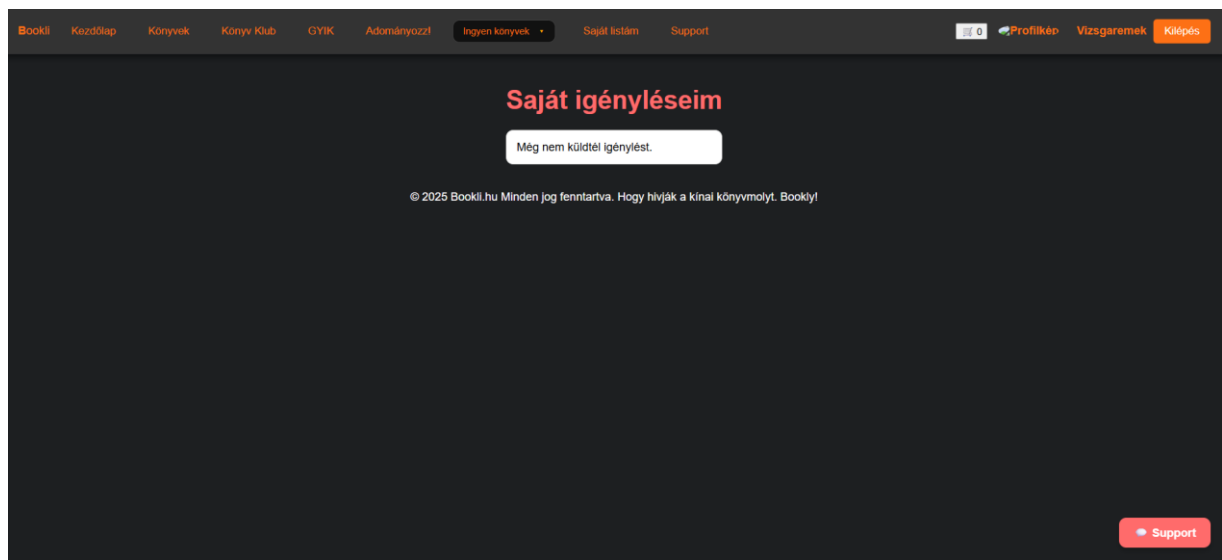 Bookli Kezdőlap Könyvek Könyv Klub GYIK Adományozz! Ingyen könyvek Saját listám Support 0 Profilkép Vizsgaremek Kilépés
Saját igényléseim
Még nem küldtél igénylést.
© 2025 Bookli.hu Minden jog fenntartva. Hogy hívják a kínai könyvmolyt. Bookly!
Support